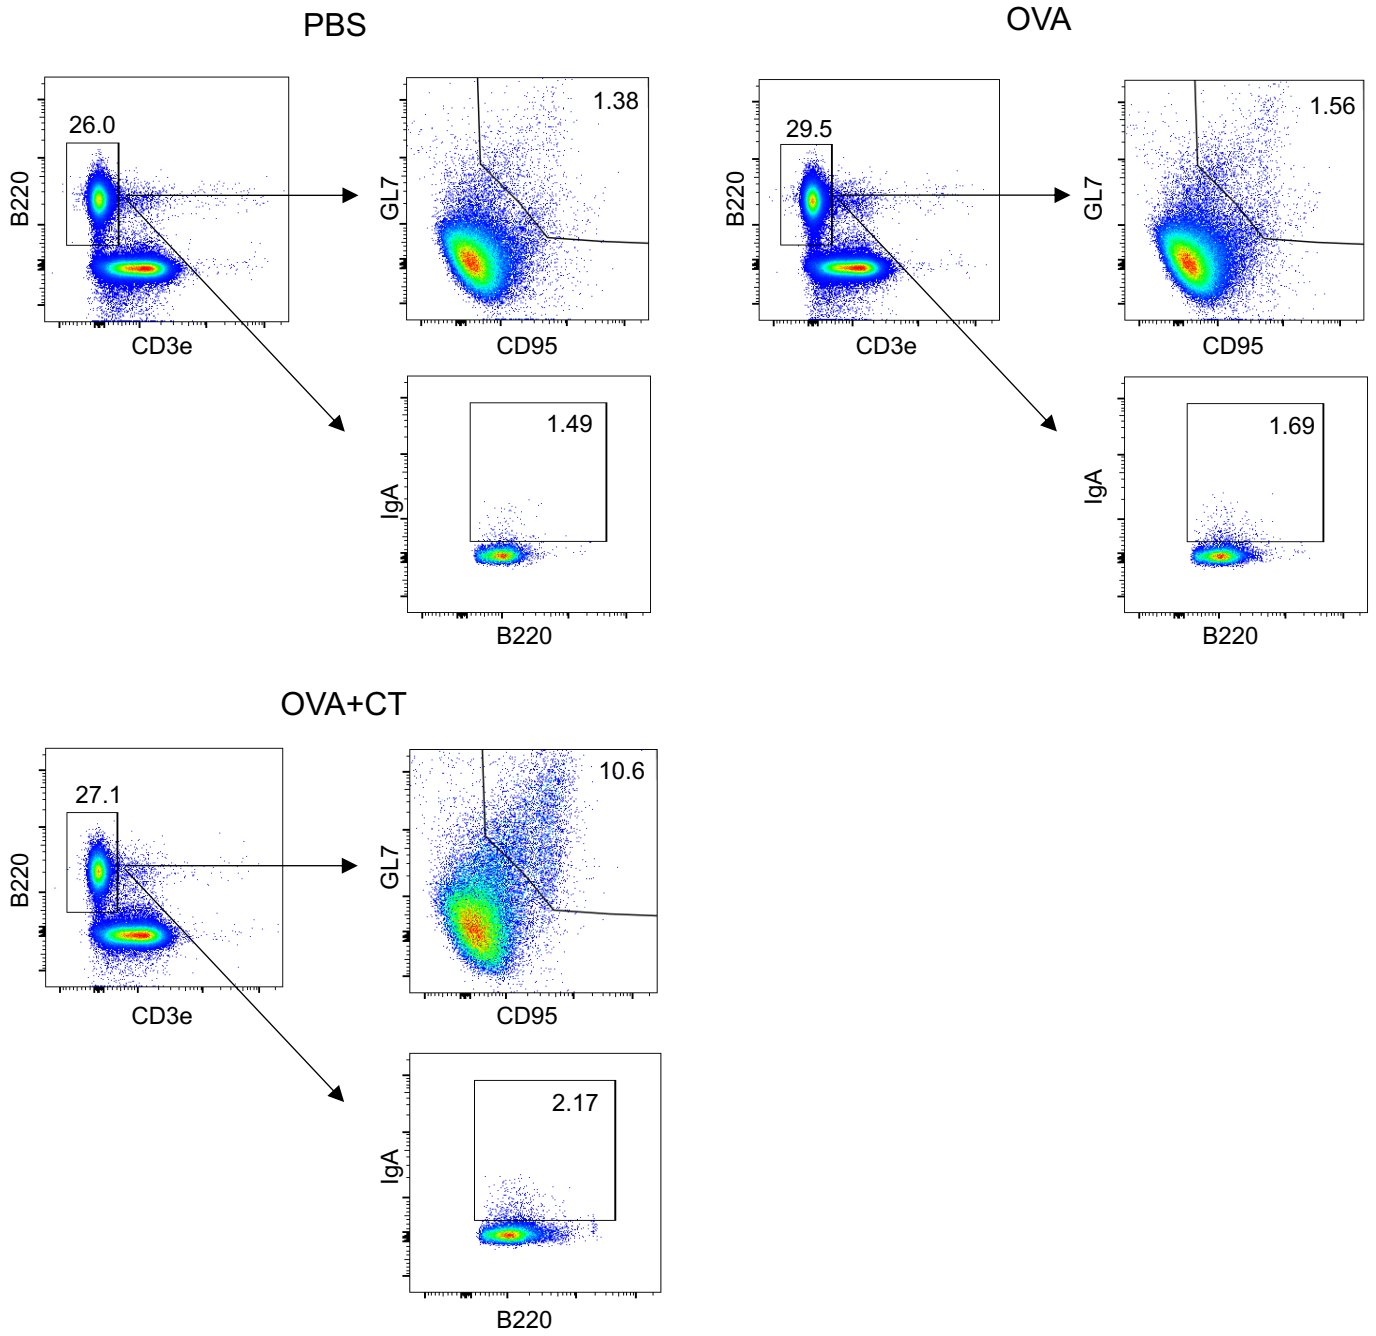 PBS
26.0
B220
CD3e
1.38
GL7
CD95
1.49
IgA
B220
OVA
29.5
B220
CD3e
1.56
GL7
CD95
1.69
IgA
B220
OVA+CT
27.1
B220
CD3e
10.6
GL7
CD95
2.17
IgA
B220